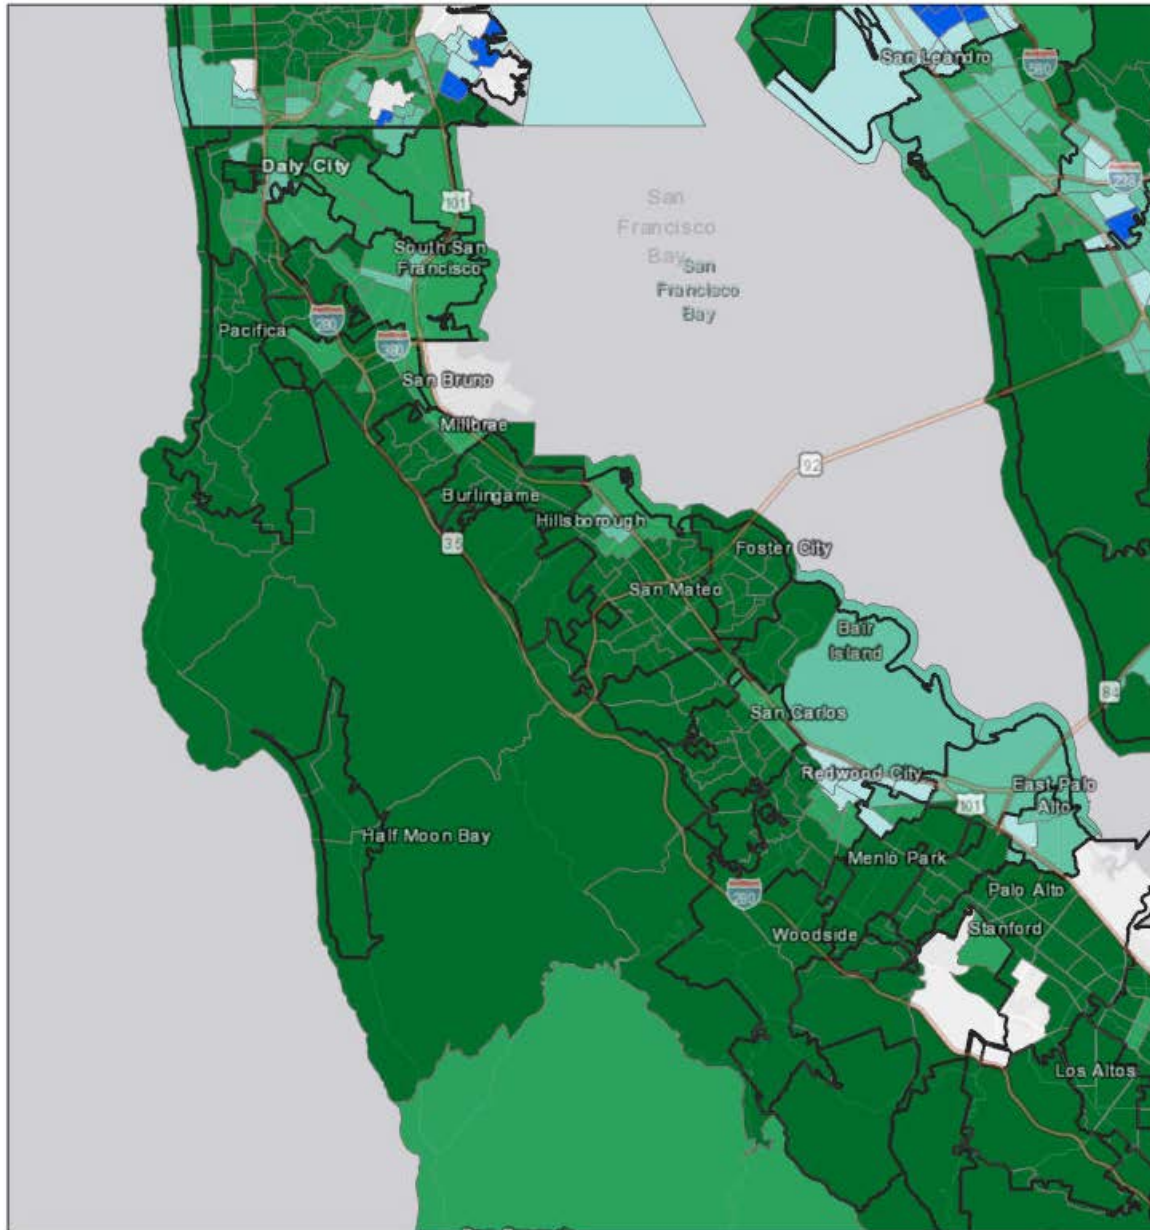 San Leandro
580
Daly City
238
101
San
Francisco
Bay
South San
Francisco
San
Francisco
Bay
Pacifica
280
380
San Bruno
Millbrae
92
Burlingame
Hillsborough
35
Foster City
San Mateo
Bair
Island
84
San Carlos
Redwood City
East Palo
Alto
101
Half Moon Bay
Menlo Park
280
Palo Alto
Woodside
Stanford
Los Altos